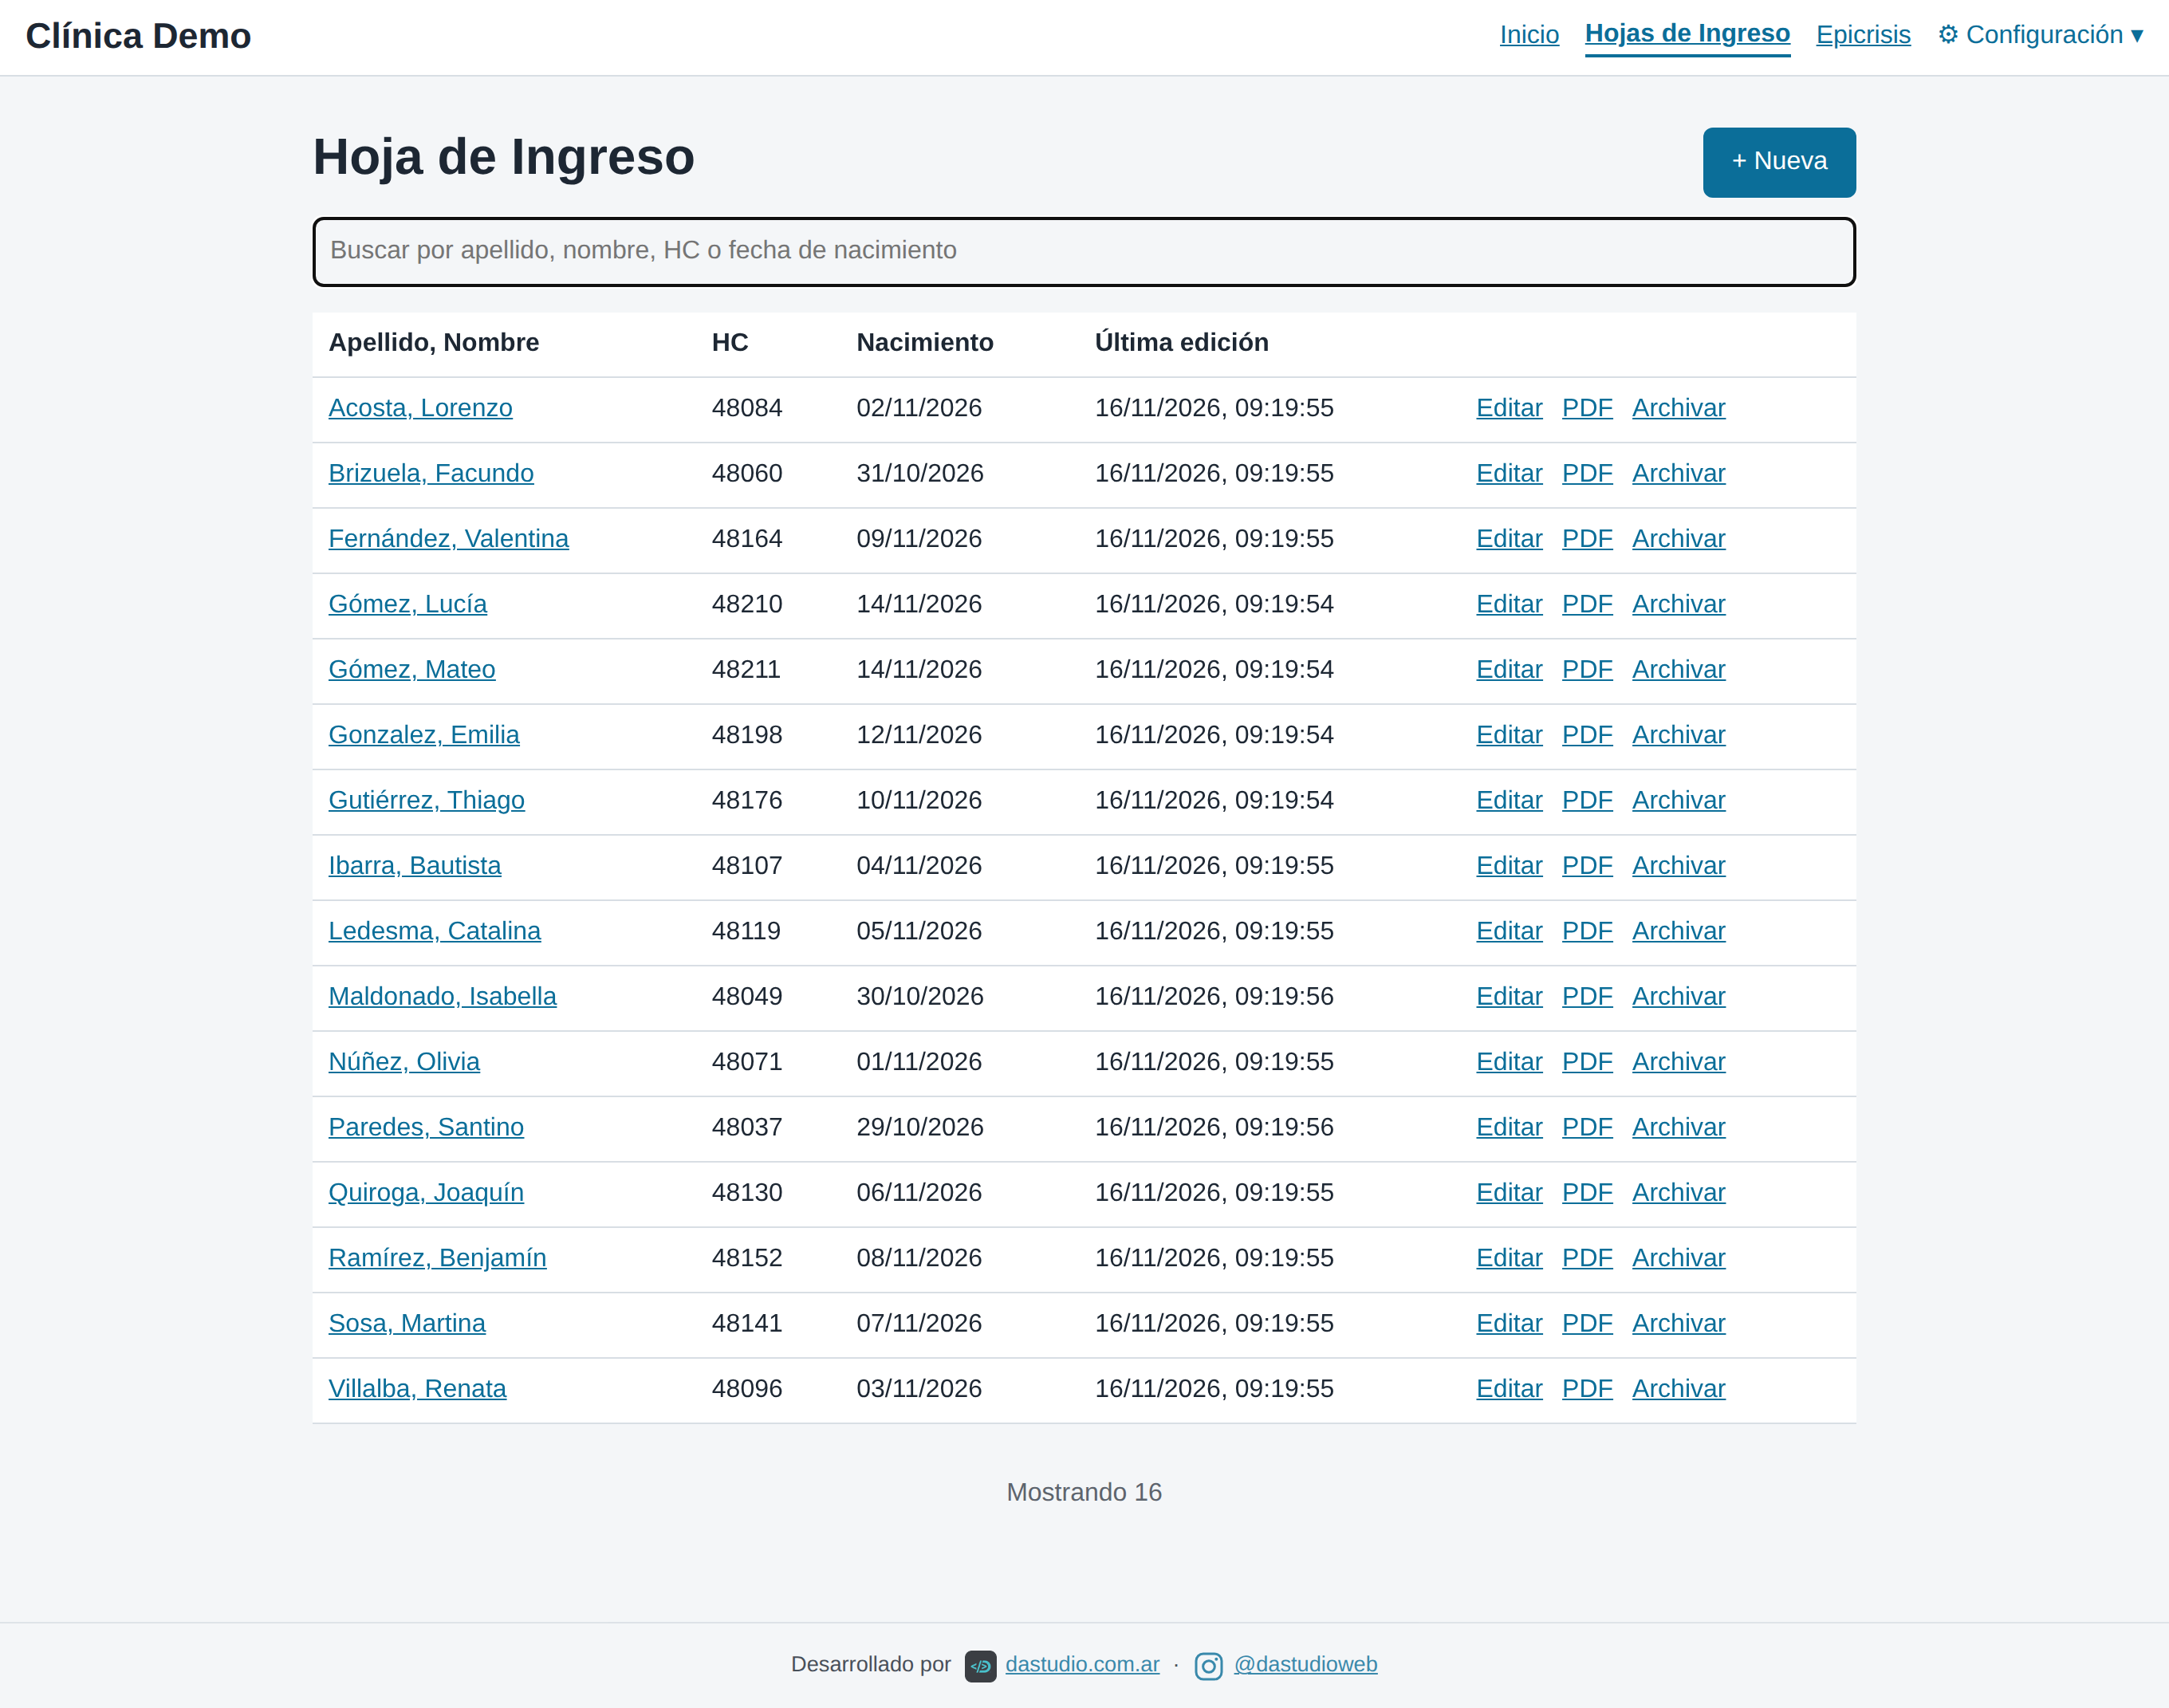 Clínica Demo Inicio Hojas de Ingreso Epicrisis ⚙ Configuración ▾
Hoja de Ingreso + Nueva
Buscar por apellido, nombre, HC o fecha de nacimiento
Apellido, Nombre HC Nacimiento Última edición
Acosta, Lorenzo 48084 02/11/2026 16/11/2026, 09:19:55 Editar PDF Archivar
Brizuela, Facundo 48060 31/10/2026 16/11/2026, 09:19:55 Editar PDF Archivar
Fernández, Valentina 48164 09/11/2026 16/11/2026, 09:19:55 Editar PDF Archivar
Gómez, Lucía 48210 14/11/2026 16/11/2026, 09:19:54 Editar PDF Archivar
Gómez, Mateo 48211 14/11/2026 16/11/2026, 09:19:54 Editar PDF Archivar
Gonzalez, Emilia 48198 12/11/2026 16/11/2026, 09:19:54 Editar PDF Archivar
Gutiérrez, Thiago 48176 10/11/2026 16/11/2026, 09:19:54 Editar PDF Archivar
Ibarra, Bautista 48107 04/11/2026 16/11/2026, 09:19:55 Editar PDF Archivar
Ledesma, Catalina 48119 05/11/2026 16/11/2026, 09:19:55 Editar PDF Archivar
Maldonado, Isabella 48049 30/10/2026 16/11/2026, 09:19:56 Editar PDF Archivar
Núñez, Olivia 48071 01/11/2026 16/11/2026, 09:19:55 Editar PDF Archivar
Paredes, Santino 48037 29/10/2026 16/11/2026, 09:19:56 Editar PDF Archivar
Quiroga, Joaquín 48130 06/11/2026 16/11/2026, 09:19:55 Editar PDF Archivar
Ramírez, Benjamín 48152 08/11/2026 16/11/2026, 09:19:55 Editar PDF Archivar
Sosa, Martina 48141 07/11/2026 16/11/2026, 09:19:55 Editar PDF Archivar
Villalba, Renata 48096 03/11/2026 16/11/2026, 09:19:55 Editar PDF Archivar
Mostrando 16
Desarrollado por dastudio.com.ar · @dastudioweb